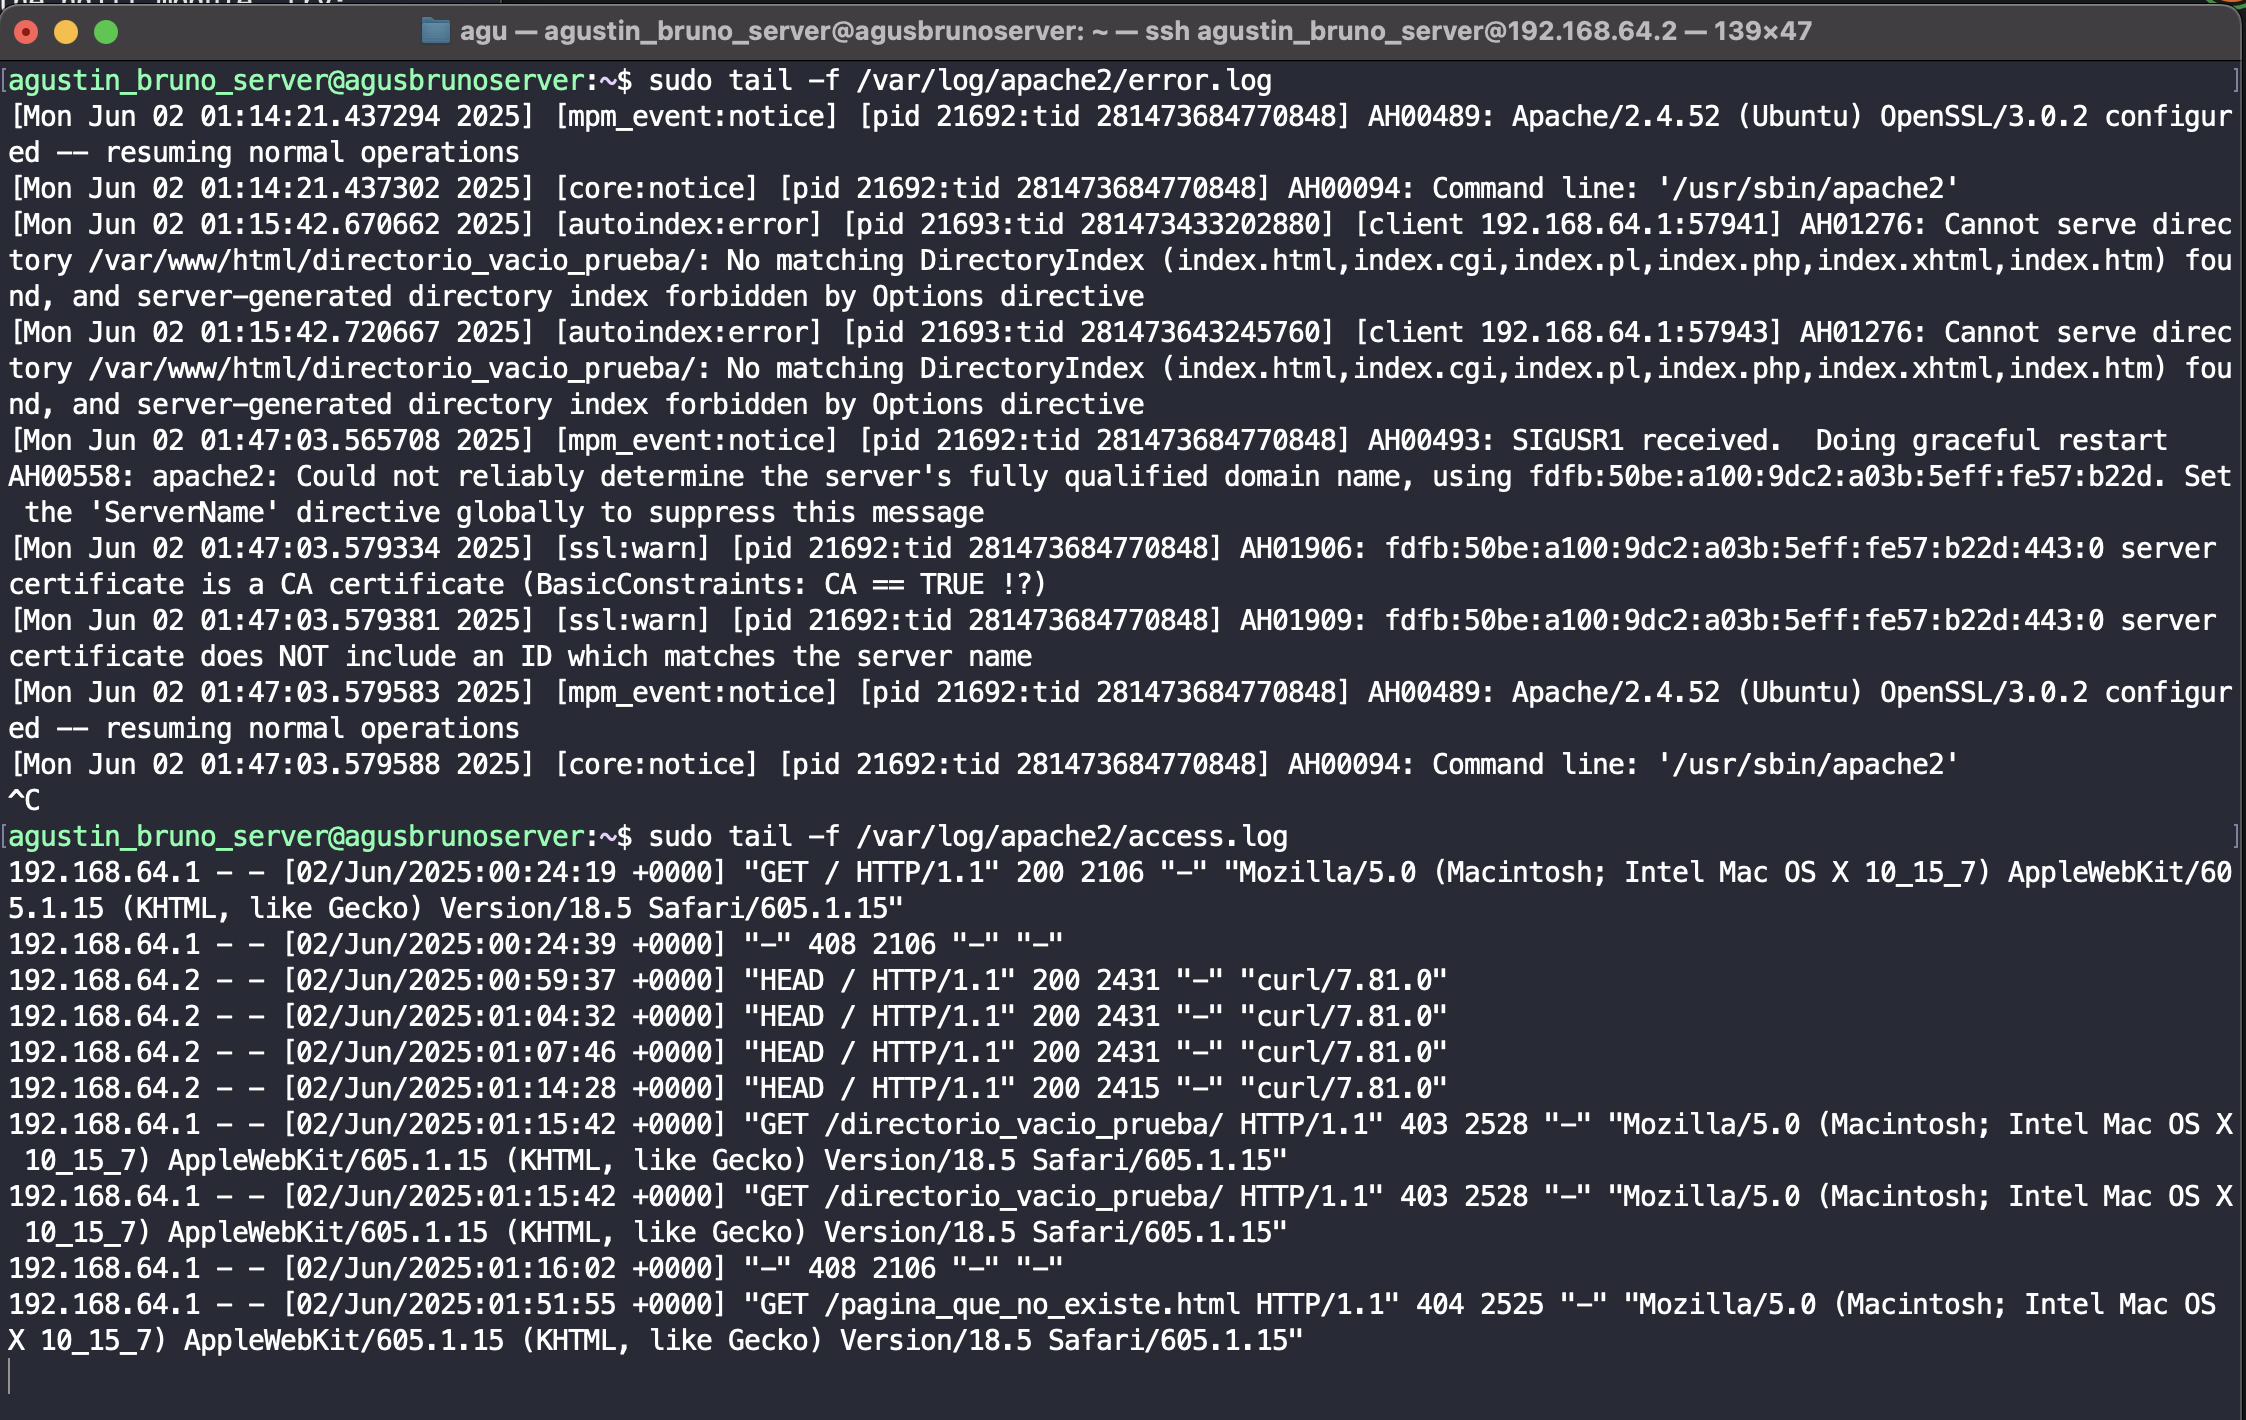 agu — agustin_bruno_server@agusbrunoserver: ~ — ssh agustin_bruno_server@192.168.64.2 — 139×47
agustin_bruno_server@agusbrunoserver:~$ sudo tail -f /var/log/apache2/error.log
[Mon Jun 02 01:14:21.437294 2025] [mpm_event:notice] [pid 21692:tid 281473684770848] AH00489: Apache/2.4.52 (Ubuntu) OpenSSL/3.0.2 configur
ed -- resuming normal operations
[Mon Jun 02 01:14:21.437302 2025] [core:notice] [pid 21692:tid 281473684770848] AH00094: Command line: '/usr/sbin/apache2'
[Mon Jun 02 01:15:42.670662 2025] [autoindex:error] [pid 21693:tid 281473433202880] [client 192.168.64.1:57941] AH01276: Cannot serve direc
tory /var/www/html/directorio_vacio_prueba/: No matching DirectoryIndex (index.html,index.cgi,index.pl,index.php,index.xhtml,index.htm) fou
nd, and server-generated directory index forbidden by Options directive
[Mon Jun 02 01:15:42.720667 2025] [autoindex:error] [pid 21693:tid 281473643245760] [client 192.168.64.1:57943] AH01276: Cannot serve direc
tory /var/www/html/directorio_vacio_prueba/: No matching DirectoryIndex (index.html,index.cgi,index.pl,index.php,index.xhtml,index.htm) fou
nd, and server-generated directory index forbidden by Options directive
[Mon Jun 02 01:47:03.565708 2025] [mpm_event:notice] [pid 21692:tid 281473684770848] AH00493: SIGUSR1 received.  Doing graceful restart
AH00558: apache2: Could not reliably determine the server's fully qualified domain name, using fdfb:50be:a100:9dc2:a03b:5eff:fe57:b22d. Set
 the 'ServerName' directive globally to suppress this message
[Mon Jun 02 01:47:03.579334 2025] [ssl:warn] [pid 21692:tid 281473684770848] AH01906: fdfb:50be:a100:9dc2:a03b:5eff:fe57:b22d:443:0 server
certificate is a CA certificate (BasicConstraints: CA == TRUE !?)
[Mon Jun 02 01:47:03.579381 2025] [ssl:warn] [pid 21692:tid 281473684770848] AH01909: fdfb:50be:a100:9dc2:a03b:5eff:fe57:b22d:443:0 server
certificate does NOT include an ID which matches the server name
[Mon Jun 02 01:47:03.579583 2025] [mpm_event:notice] [pid 21692:tid 281473684770848] AH00489: Apache/2.4.52 (Ubuntu) OpenSSL/3.0.2 configur
ed -- resuming normal operations
[Mon Jun 02 01:47:03.579588 2025] [core:notice] [pid 21692:tid 281473684770848] AH00094: Command line: '/usr/sbin/apache2'
^C
agustin_bruno_server@agusbrunoserver:~$ sudo tail -f /var/log/apache2/access.log
192.168.64.1 - - [02/Jun/2025:00:24:19 +0000] "GET / HTTP/1.1" 200 2106 "-" "Mozilla/5.0 (Macintosh; Intel Mac OS X 10_15_7) AppleWebKit/60
5.1.15 (KHTML, like Gecko) Version/18.5 Safari/605.1.15"
192.168.64.1 - - [02/Jun/2025:00:24:39 +0000] "-" 408 2106 "-" "-"
192.168.64.2 - - [02/Jun/2025:00:59:37 +0000] "HEAD / HTTP/1.1" 200 2431 "-" "curl/7.81.0"
192.168.64.2 - - [02/Jun/2025:01:04:32 +0000] "HEAD / HTTP/1.1" 200 2431 "-" "curl/7.81.0"
192.168.64.2 - - [02/Jun/2025:01:07:46 +0000] "HEAD / HTTP/1.1" 200 2431 "-" "curl/7.81.0"
192.168.64.2 - - [02/Jun/2025:01:14:28 +0000] "HEAD / HTTP/1.1" 200 2415 "-" "curl/7.81.0"
192.168.64.1 - - [02/Jun/2025:01:15:42 +0000] "GET /directorio_vacio_prueba/ HTTP/1.1" 403 2528 "-" "Mozilla/5.0 (Macintosh; Intel Mac OS X
 10_15_7) AppleWebKit/605.1.15 (KHTML, like Gecko) Version/18.5 Safari/605.1.15"
192.168.64.1 - - [02/Jun/2025:01:15:42 +0000] "GET /directorio_vacio_prueba/ HTTP/1.1" 403 2528 "-" "Mozilla/5.0 (Macintosh; Intel Mac OS X
 10_15_7) AppleWebKit/605.1.15 (KHTML, like Gecko) Version/18.5 Safari/605.1.15"
192.168.64.1 - - [02/Jun/2025:01:16:02 +0000] "-" 408 2106 "-" "-"
192.168.64.1 - - [02/Jun/2025:01:51:55 +0000] "GET /pagina_que_no_existe.html HTTP/1.1" 404 2525 "-" "Mozilla/5.0 (Macintosh; Intel Mac OS
X 10_15_7) AppleWebKit/605.1.15 (KHTML, like Gecko) Version/18.5 Safari/605.1.15"